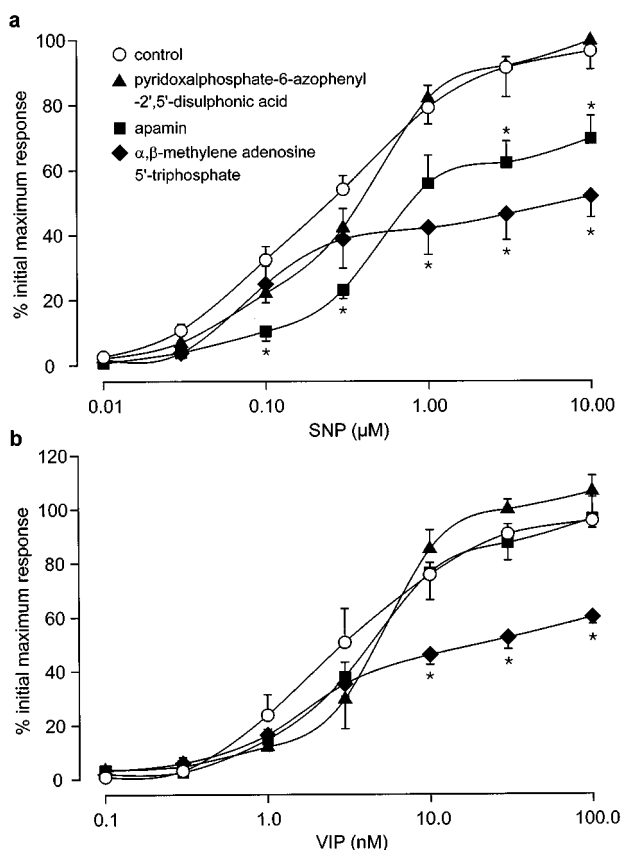 a
100
80
60
40
20
0
% initial maximum response
control
pyridoxalphosphate-6-azophenyl
-2',5'-disulphonic acid
apamin
α,β-methylene adenosine
5'-triphosphate
*
*
*
*
*
*
*
0.01
0.10
1.00
10.00
SNP (µM)
b
120
100
80
60
40
20
0
% initial maximum response
*
*
*
0.1
1.0
10.0
100.0
VIP (nM)